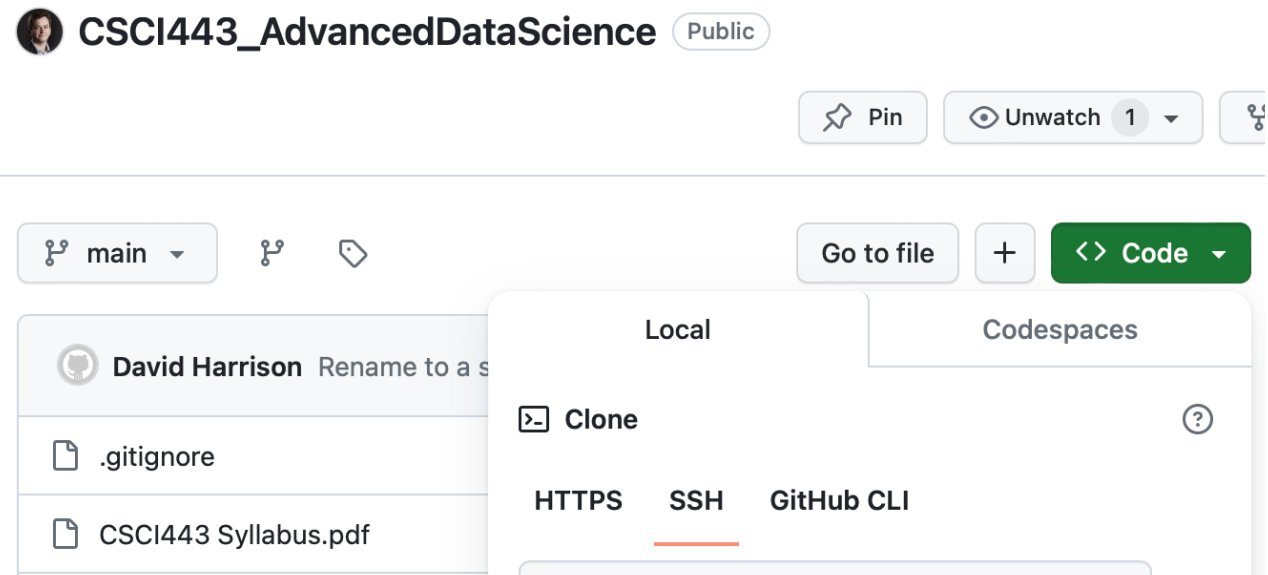 CSCI443_AdvancedDataScience Public
Pin Unwatch 1
main Go to file + Code
Local Codespaces
David Harrison Rename to a
Clone
.gitignore
HTTPS SSH GitHub CLI
CSCI443 Syllabus.pdf